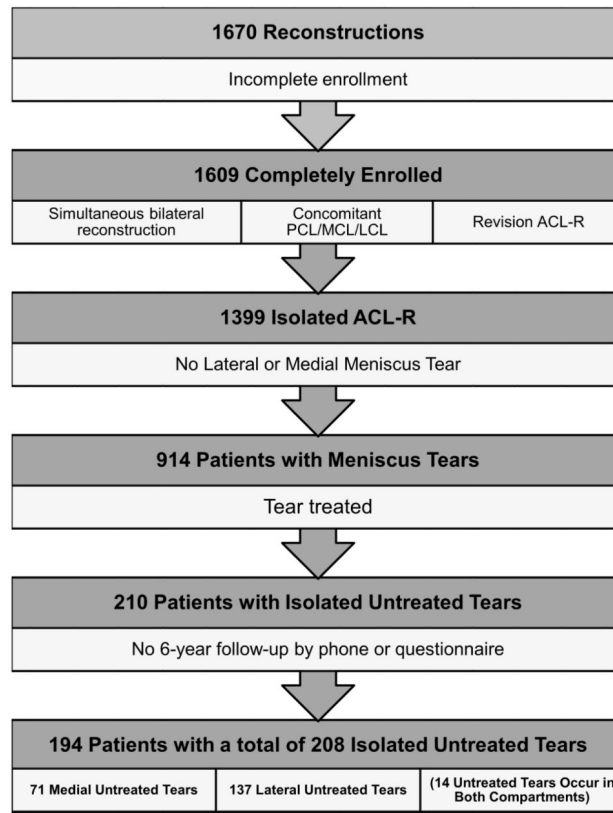 1670 Reconstructions
Incomplete enrollment
1609 Completely Enrolled
Simultaneous bilateral
reconstruction
Concomitant
PCL/MCL/LCL
Revision ACL-R
1399 Isolated ACL-R
No Lateral or Medial Meniscus Tear
914 Patients with Meniscus Tears
Tear treated
210 Patients with Isolated Untreated Tears
No 6-year follow-up by phone or questionnaire
194 Patients with a total of 208 Isolated Untreated Tears
71 Medial Untreated Tears
137 Lateral Untreated Tears
(14 Untreated Tears Occur in
Both Compartments)